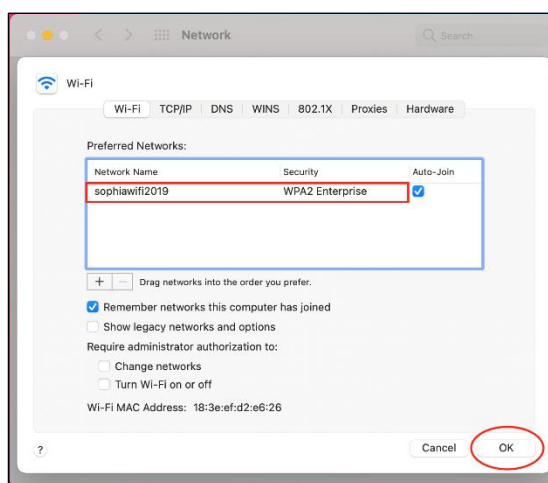 Network
Search
Wi-Fi
Wi-Fi TCP/IP DNS WINS 802.1X Proxies Hardware
Preferred Networks:
Network Name Security Auto-Join
sophiawifi2019 WPA2 Enterprise
+ − Drag networks into the order you prefer.
Remember networks this computer has joined
Show legacy networks and options
Require administrator authorization to:
Change networks
Turn Wi-Fi on or off
Wi-Fi MAC Address: 18:3e:ef:d2:e6:26
? Cancel OK